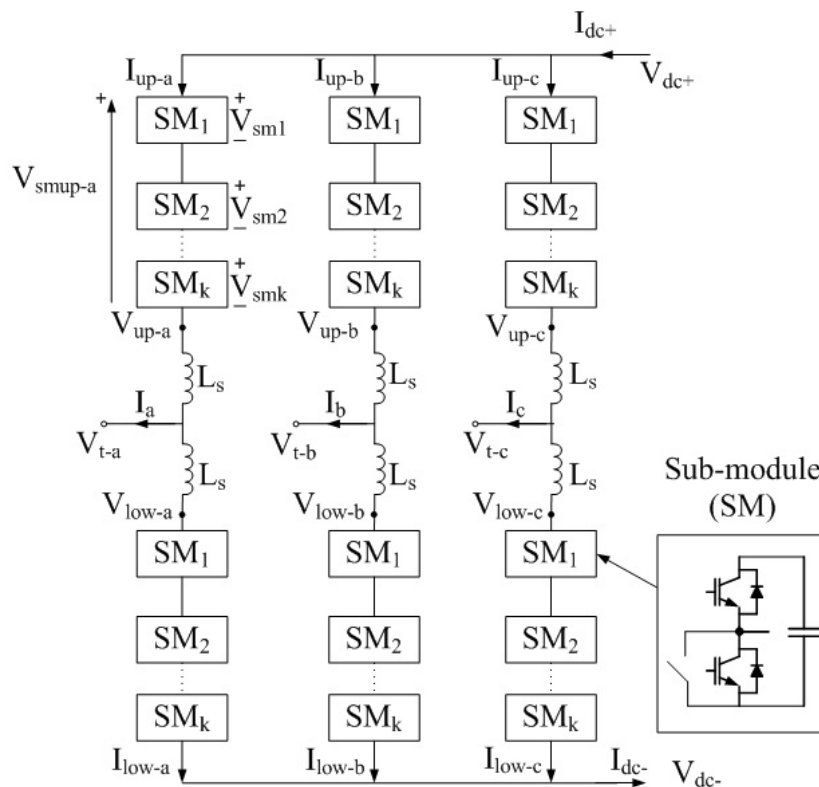 I_dc+
I_up-a I_up-b I_up-c V_dc+
+ + 
SM_1 V_sm1 SM_1 SM_1
−
V_smup-a
+
SM_2 V_sm2 SM_2 SM_2
−
+
SM_k V_smk SM_k SM_k
−
V_up-a V_up-b V_up-c
L_s L_s L_s
I_a I_b I_c
V_t-a V_t-b V_t-c
L_s L_s L_s
Sub-module
(SM)
V_low-a V_low-b V_low-c
SM_1 SM_1 SM_1
SM_2 SM_2 SM_2
SM_k SM_k SM_k
I_low-a I_low-b I_low-c I_dc-
V_dc-